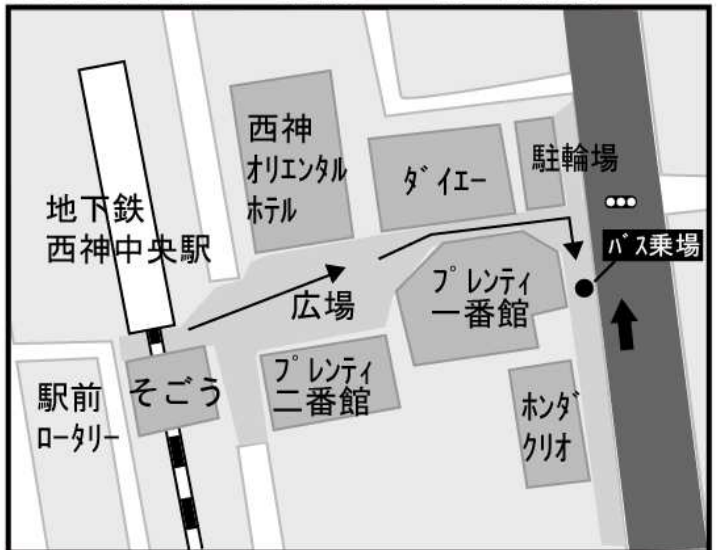 西神
オリエンタル
ホテル
ダイエー
駐輪場
地下鉄
西神中央駅
バス乗場
広場
プレンティ
一番館
そごう
プレンティ
二番館
駅前
ロータリー
ホンダ
クリオ